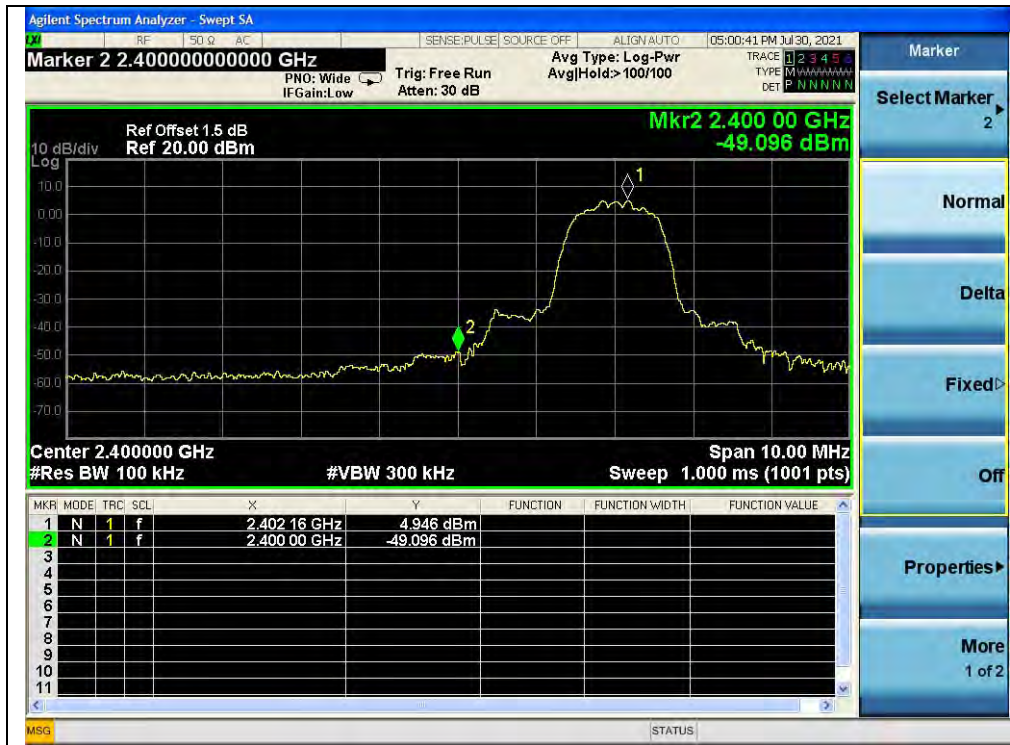 Agilent Spectrum Analyzer - Swept SA
LXI RF 50 Ω AC SENSE:PULSE SOURCE OFF ALIGN AUTO 05:00:41 PM Jul 30, 2021
Marker 2 2.400000000000 GHz
PNO: Wide Trig: Free Run Avg Type: Log-Pwr TRACE 1 2 3 4 5 6
IFGain:Low Atten: 30 dB Avg|Hold:>100/100 TYPE M
DET P N N N N N
Mkr2 2.400 00 GHz
-49.096 dBm
Ref Offset 1.5 dB
10 dB/div Ref 20.00 dBm
Log
1
10.0
0.00
-10.0
-20.0
-30.0
-40.0
2
-50.0
-60.0
-70.0
Center 2.400000 GHz Span 10.00 MHz
#Res BW 100 kHz #VBW 300 kHz Sweep 1.000 ms (1001 pts)
MKR MODE TRC SCL X Y FUNCTION FUNCTION WIDTH FUNCTION VALUE
1 N 1 f 2.402 16 GHz 4.946 dBm
2 N 1 f 2.400 00 GHz -49.096 dBm
3
4
5
6
7
8
9
10
11
MSG STATUS
Marker
Select Marker
2
Normal
Delta
Fixed
Off
Properties
More
1 of 2